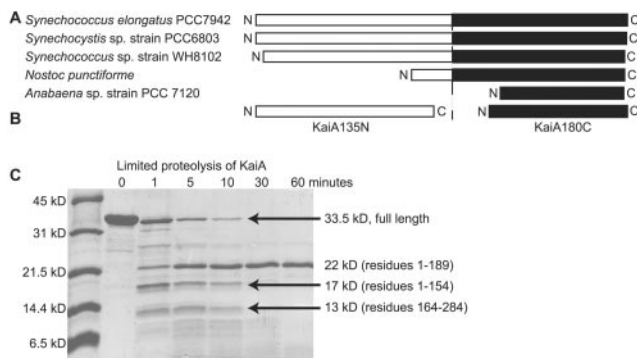 A
Synechococcus elongatus PCC7942 N C
Synechocystis sp. strain PCC6803 N C
Synechococcus sp. strain WH8102 N C
Nostoc punctiforme N C
Anabaena sp. strain PCC 7120 N C
B N C N C
KaiA135N KaiA180C
C
Limited proteolysis of KaiA
0 1 5 10 30 60 minutes
45 kD
33.5 kD, full length
31 kD
22 kD (residues 1-189)
21.5 kD
17 kD (residues 1-154)
14.4 kD
13 kD (residues 164-284)
6.5 kD